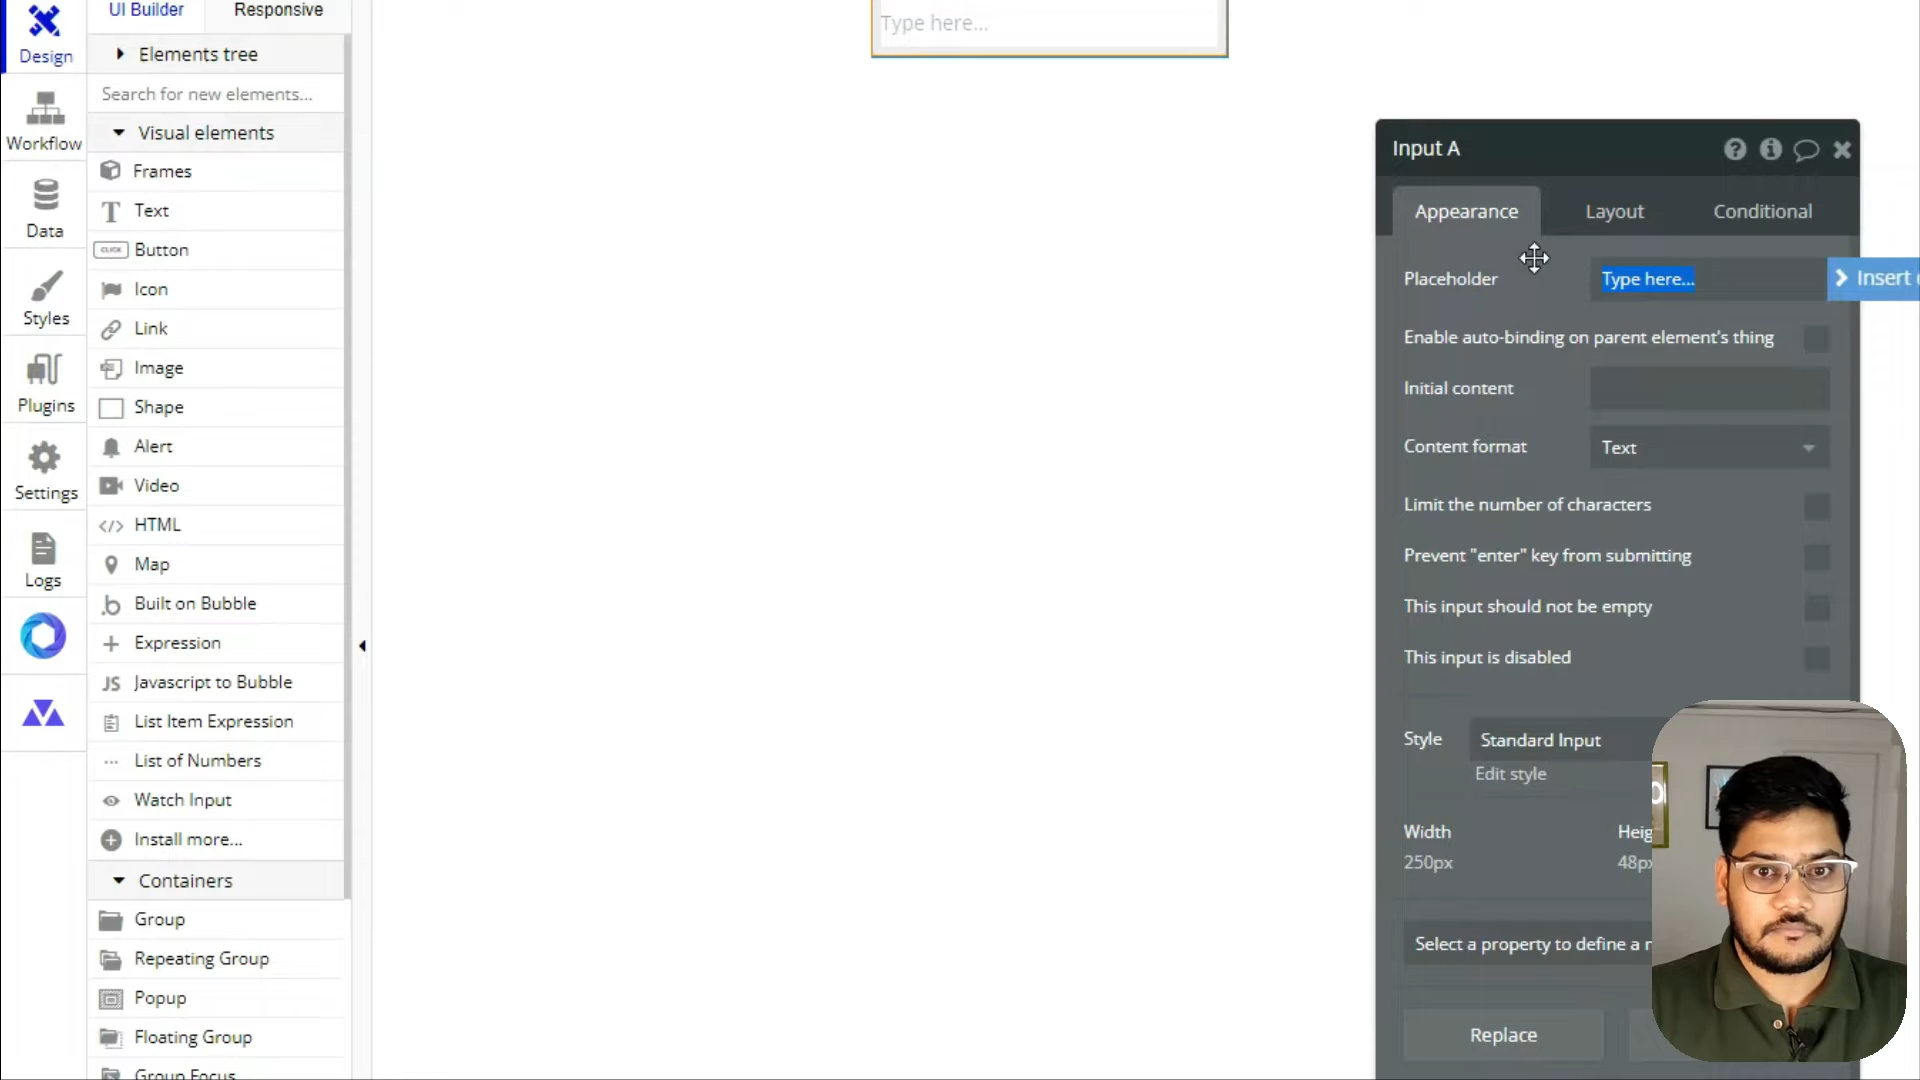 UI Builder
Responsive
Design
Elements tree
Search for new elements...
Workflow
Visual elements
Frames
Text
Data
CLICK Button
Icon
Styles
Link
Image
Plugins
Shape
Alert
Settings
Video
</> HTML
Logs
Map
Built on Bubble
Expression
JS Javascript to Bubble
List Item Expression
List of Numbers
Watch Input
Install more...
Containers
Group
Repeating Group
Popup
Floating Group
Group Focus
Type here...
Input A
Appearance
Layout
Conditional
Placeholder
Type here...
Insert
Enable auto-binding on parent element's thing
Initial content
Content format
Text
Limit the number of characters
Prevent "enter" key from submitting
This input should not be empty
This input is disabled
Style
Standard Input
Edit style
Width
250px
48px
Select a property to define a
Replace